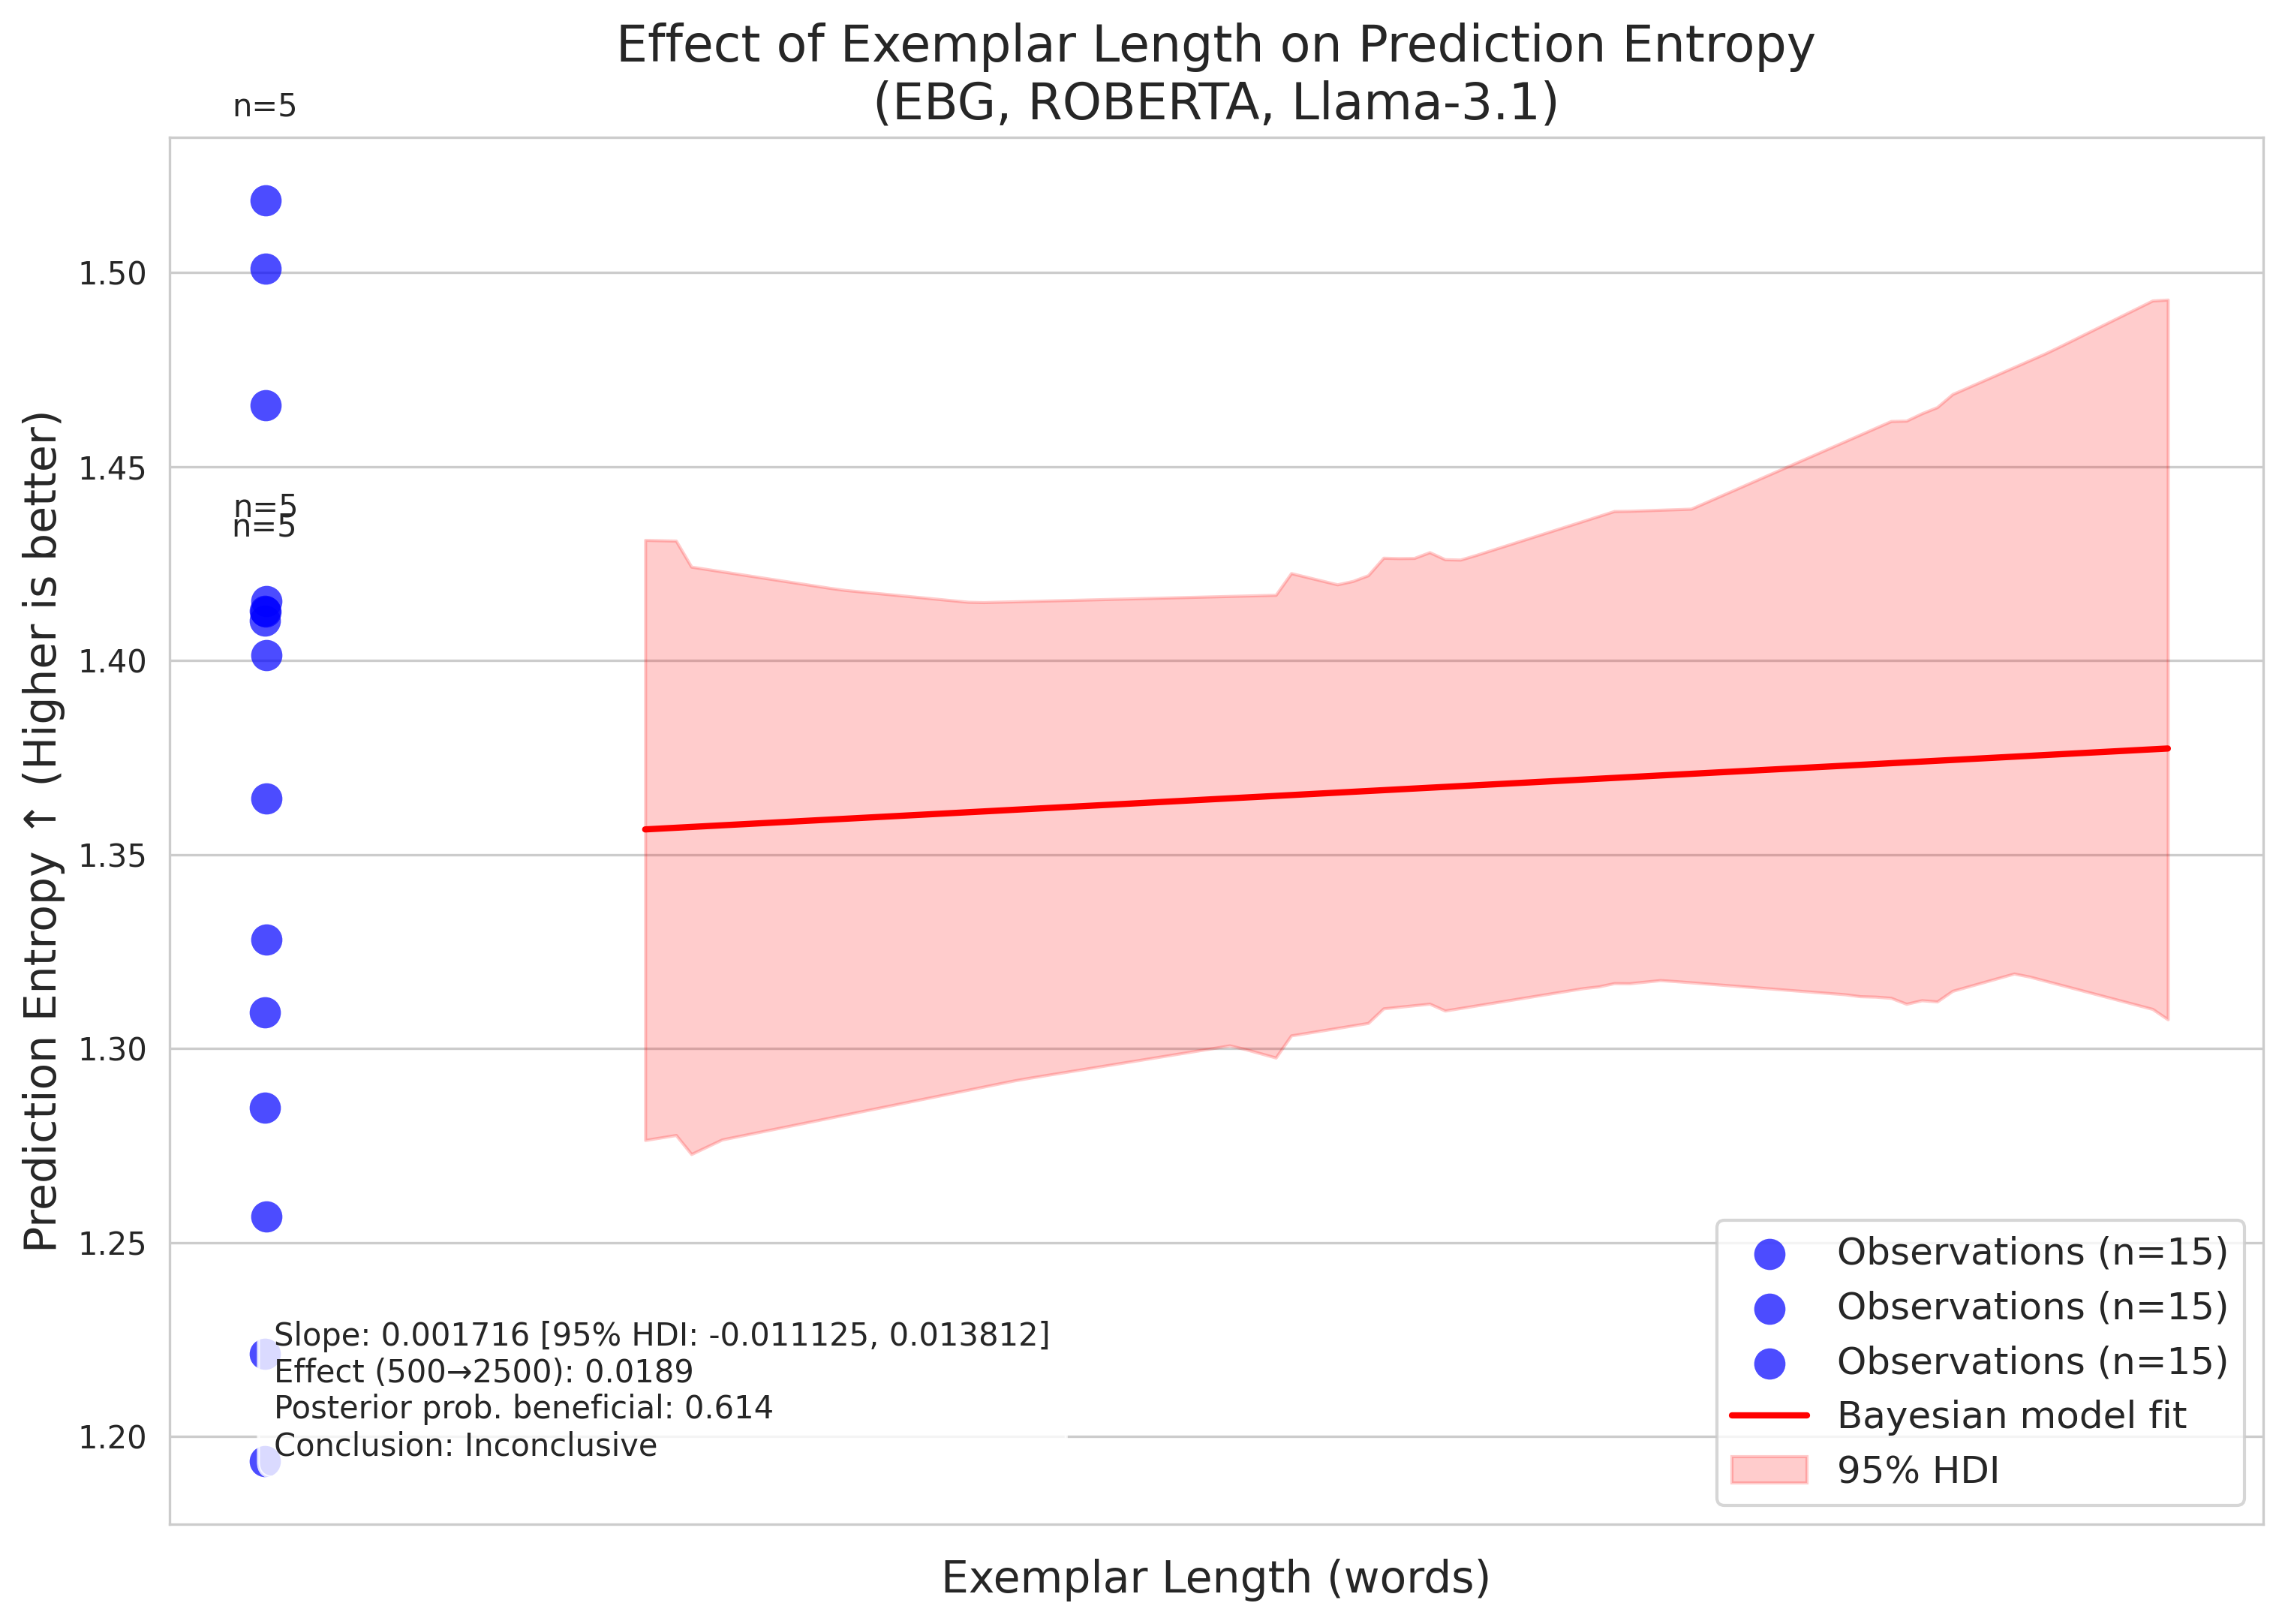 Effect of Exemplar Length on Prediction Entropy
(EBG, ROBERTA, Llama-3.1)
n=5
n=5
n=5
Prediction Entropy ↑ (Higher is better)
1.50
1.45
1.40
1.35
1.30
1.25
1.20
Slope: 0.001716 [95% HDI: -0.011125, 0.013812]
Effect (500→2500): 0.0189
Posterior prob. beneficial: 0.614
Conclusion: Inconclusive
Observations (n=15)
Observations (n=15)
Observations (n=15)
Bayesian model fit
95% HDI
Exemplar Length (words)